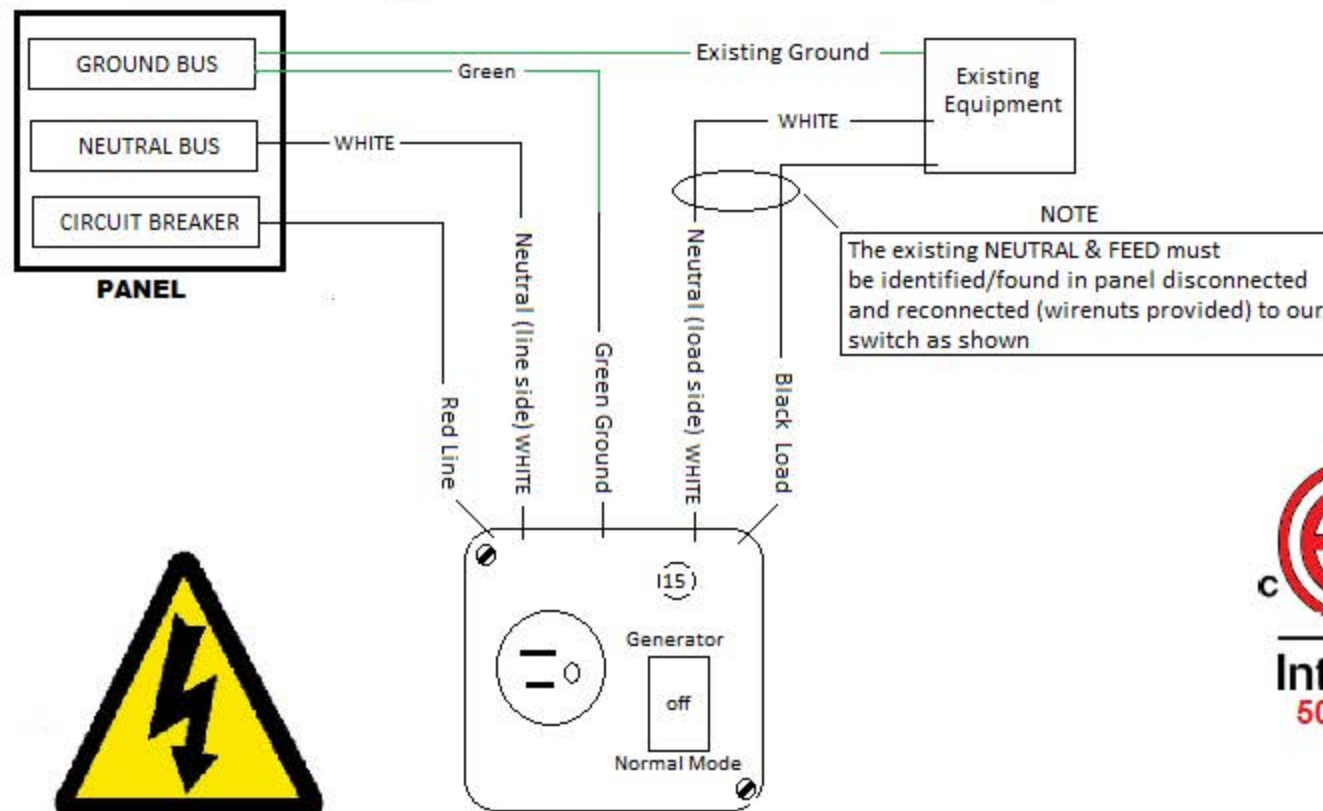 GROUND BUS
NEUTRAL BUS
CIRCUIT BREAKER
PANEL
Green
WHITE
Existing Ground
WHITE
Existing
Equipment
NOTE
The existing NEUTRAL & FEED must
be identified/found in panel disconnected
and reconnected (wirenuts provided) to our
switch as shown
Red Line
Neutral (line side) WHITE
Green Ground
Neutral (load side) WHITE
Black Load
I15
Generator
off
Normal Mode
c
Int
50